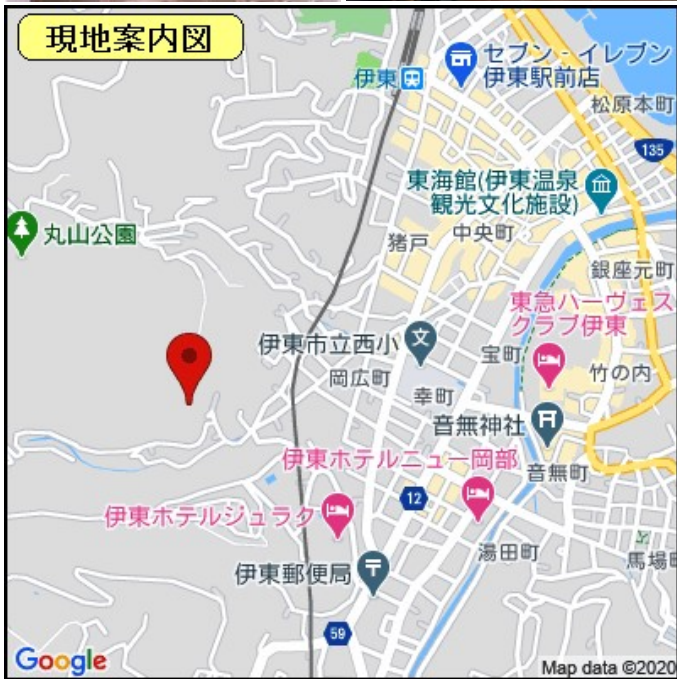 現地案内図
セブン - イレブン
伊東駅前店
伊東
松原本町
135
東海館(伊東温泉
観光文化施設)
猪戸
中央町
丸山公園
銀座元町
東急ハーヴェス
クラブ伊東
伊東市立西小
文
宝町
岡広町
竹の内
幸町
音無神社
音無町
伊東ホテルニュー岡部
12
伊東ホテルジュラク
湯田町
馬場町
伊東郵便局
59
Google
Map data ©2020